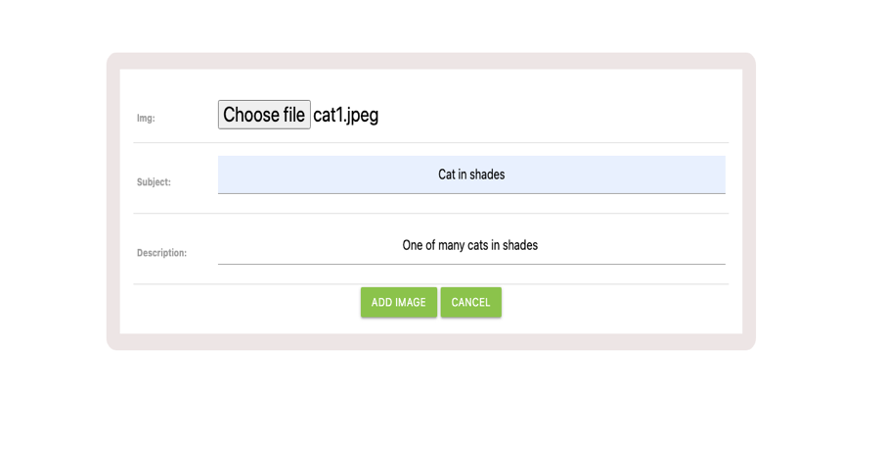 Img: Choose file cat1.jpeg
Subject: Cat in shades
Description: One of many cats in shades
ADD IMAGE CANCEL